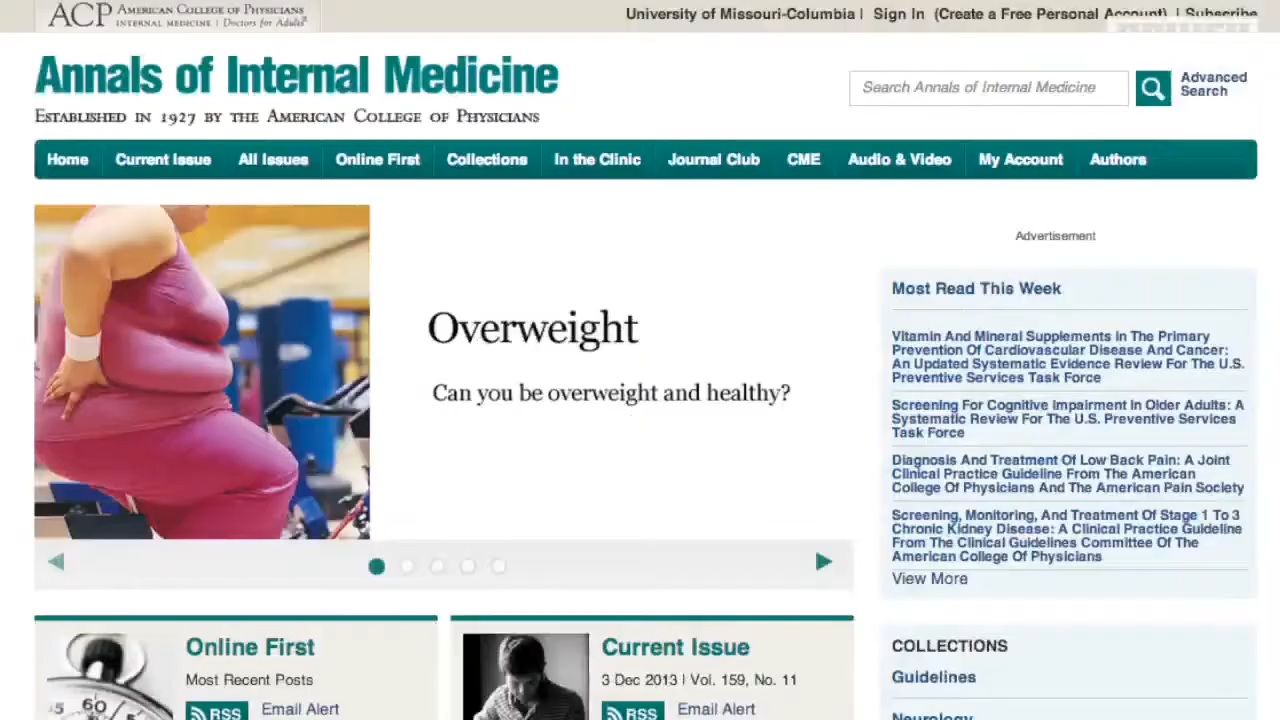 ACP AMERICAN COLLEGE OF PHYSICIANS
INTERNAL MEDICINE | Doctors for Adults®
University of Missouri-Columbia | Sign In (Create a Free Personal Account) | Subscribe
Annals of Internal Medicine
ESTABLISHED IN 1927 BY THE AMERICAN COLLEGE OF PHYSICIANS
Search Annals of Internal Medicine
Advanced
Search
Home Current Issue All Issues Online First Collections In the Clinic Journal Club CME Audio & Video My Account Authors
Overweight
Can you be overweight and healthy?
Advertisement
Most Read This Week
Vitamin And Mineral Supplements in The Primary
Prevention Of Cardiovascular Disease And Cancer:
An Updated Systematic Evidence Review For The U.S.
Preventive Services Task Force
Screening For Cognitive Impairment In Older Adults: A
Systematic Review For The U.S. Preventive Services
Task Force
Diagnosis And Treatment Of Low Back Pain: A Joint
Clinical Practice Guideline From The American
College Of Physicians And The American Pain Society
Screening, Monitoring, And Treatment Of Stage 1 To 3
Chronic Kidney Disease: A Clinical Practice Guideline
From The Clinical Guidelines Committee Of The
American College Of Physicians
View More
60
5
Online First
Most Recent Posts
RSS Email Alert
Current Issue
3 Dec 2013 | Vol. 159, No. 11
RSS Email Alert
COLLECTIONS
Guidelines
Neurology